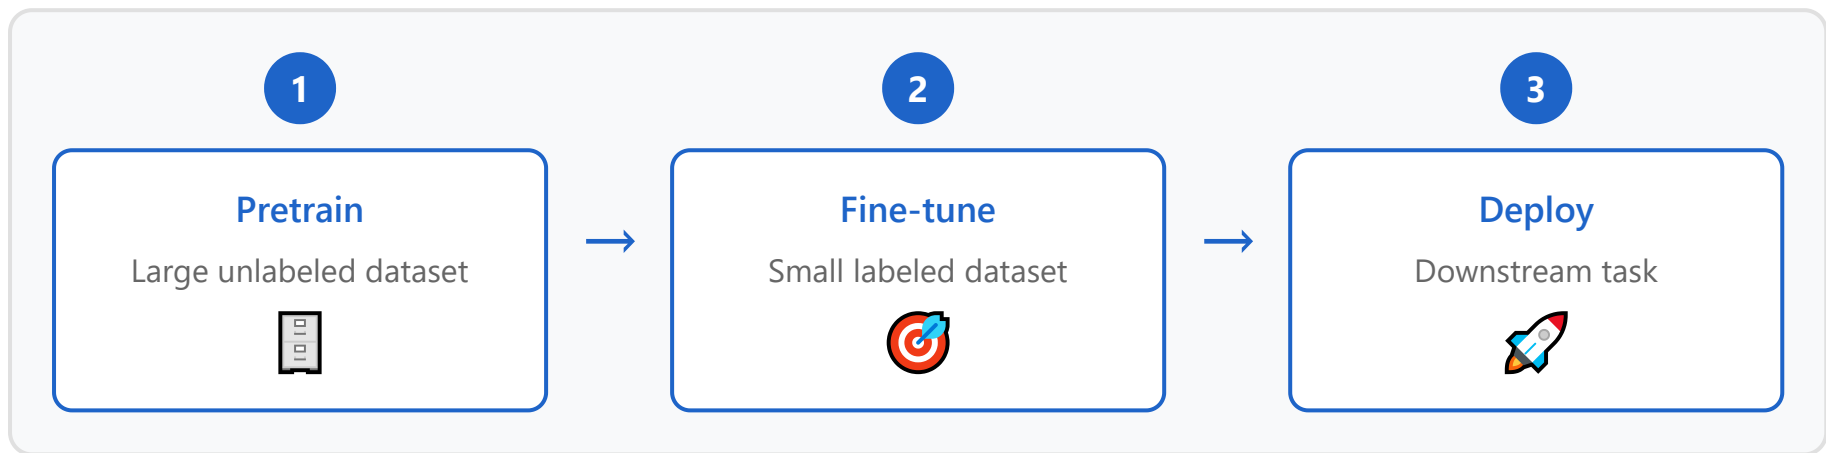 1
Pretrain
Large unlabeled dataset
→
2
Fine-tune
Small labeled dataset
→
3
Deploy
Downstream task